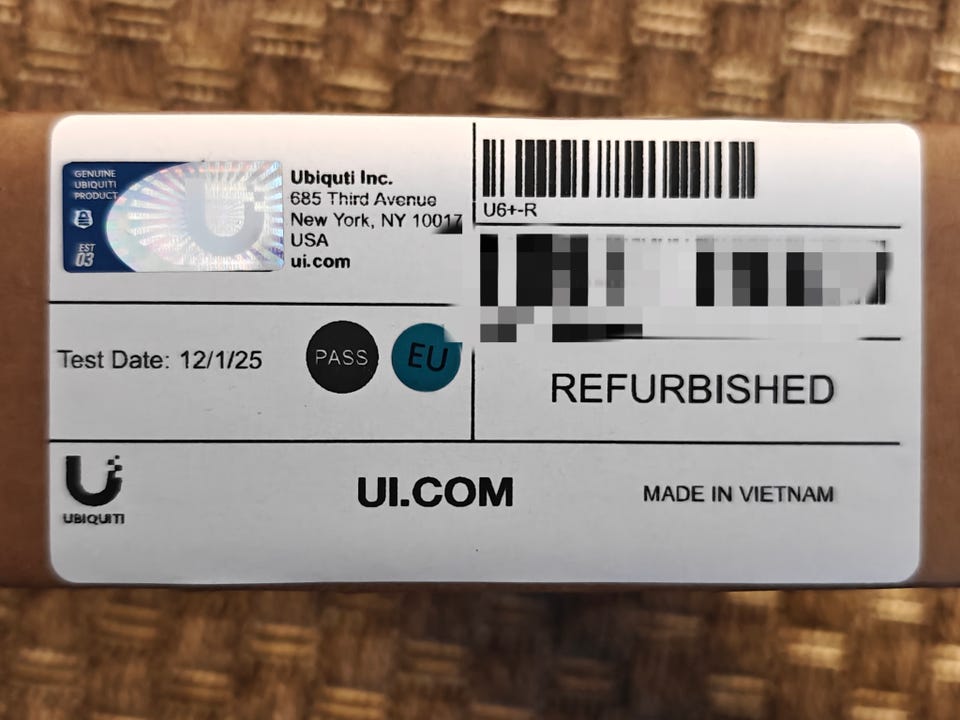 GENUINE
UBIQUITI
PRODUCT
EST
03
Ubiquti Inc.
685 Third Avenue
New York, NY 10017
USA
ui.com
U6+-R
Test Date: 12/1/25
PASS
EU
REFURBISHED
UBIQUITI
UI.COM
MADE IN VIETNAM